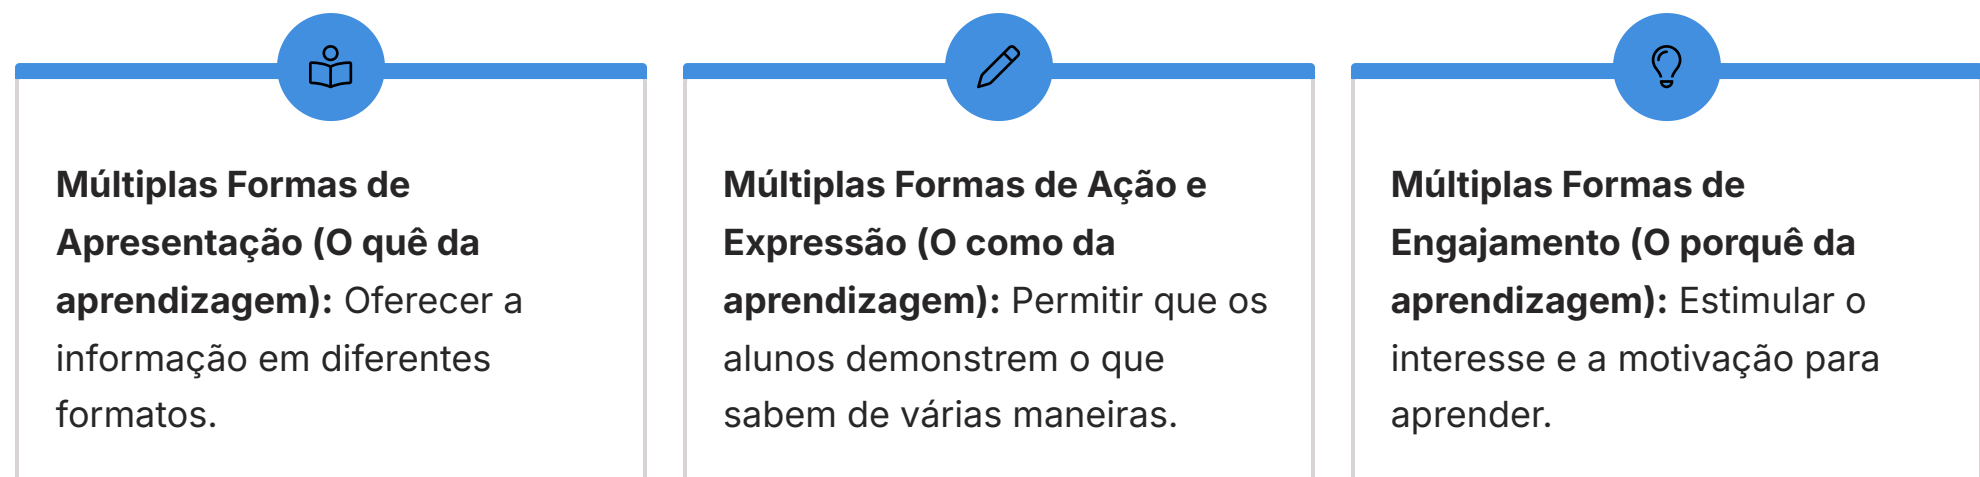 Múltiplas Formas de
Apresentação (O quê da
aprendizagem): Oferecer a
informação em diferentes
formatos.
Múltiplas Formas de Ação e
Expressão (O como da
aprendizagem): Permitir que os
alunos demonstrem o que
sabem de várias maneiras.
Múltiplas Formas de
Engajamento (O porquê da
aprendizagem): Estimular o
interesse e a motivação para
aprender.